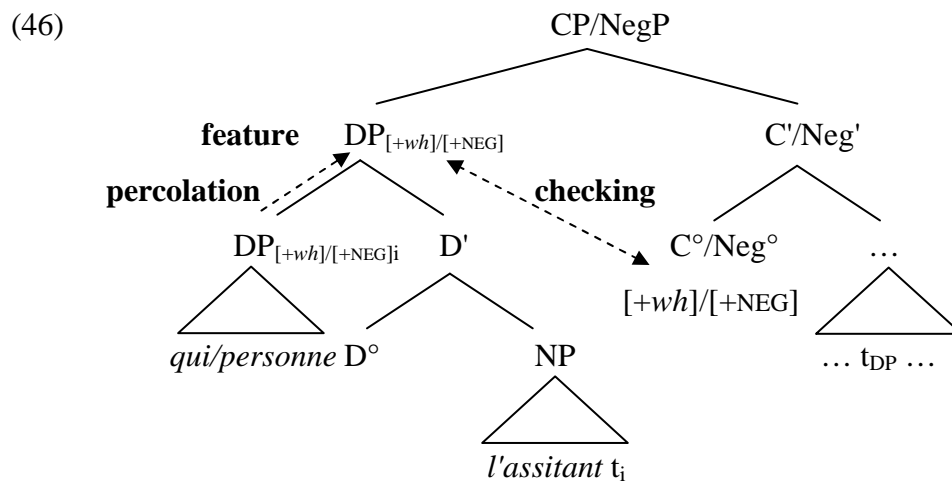 (46) CP/NegP
feature DP[+wh]/[+NEG] C'/Neg'
percolation checking
DP[+wh]/[+NEG]i D' C°/Neg° …
[+wh]/[+NEG]
qui/personne D° NP … tDP …
l'assitant ti